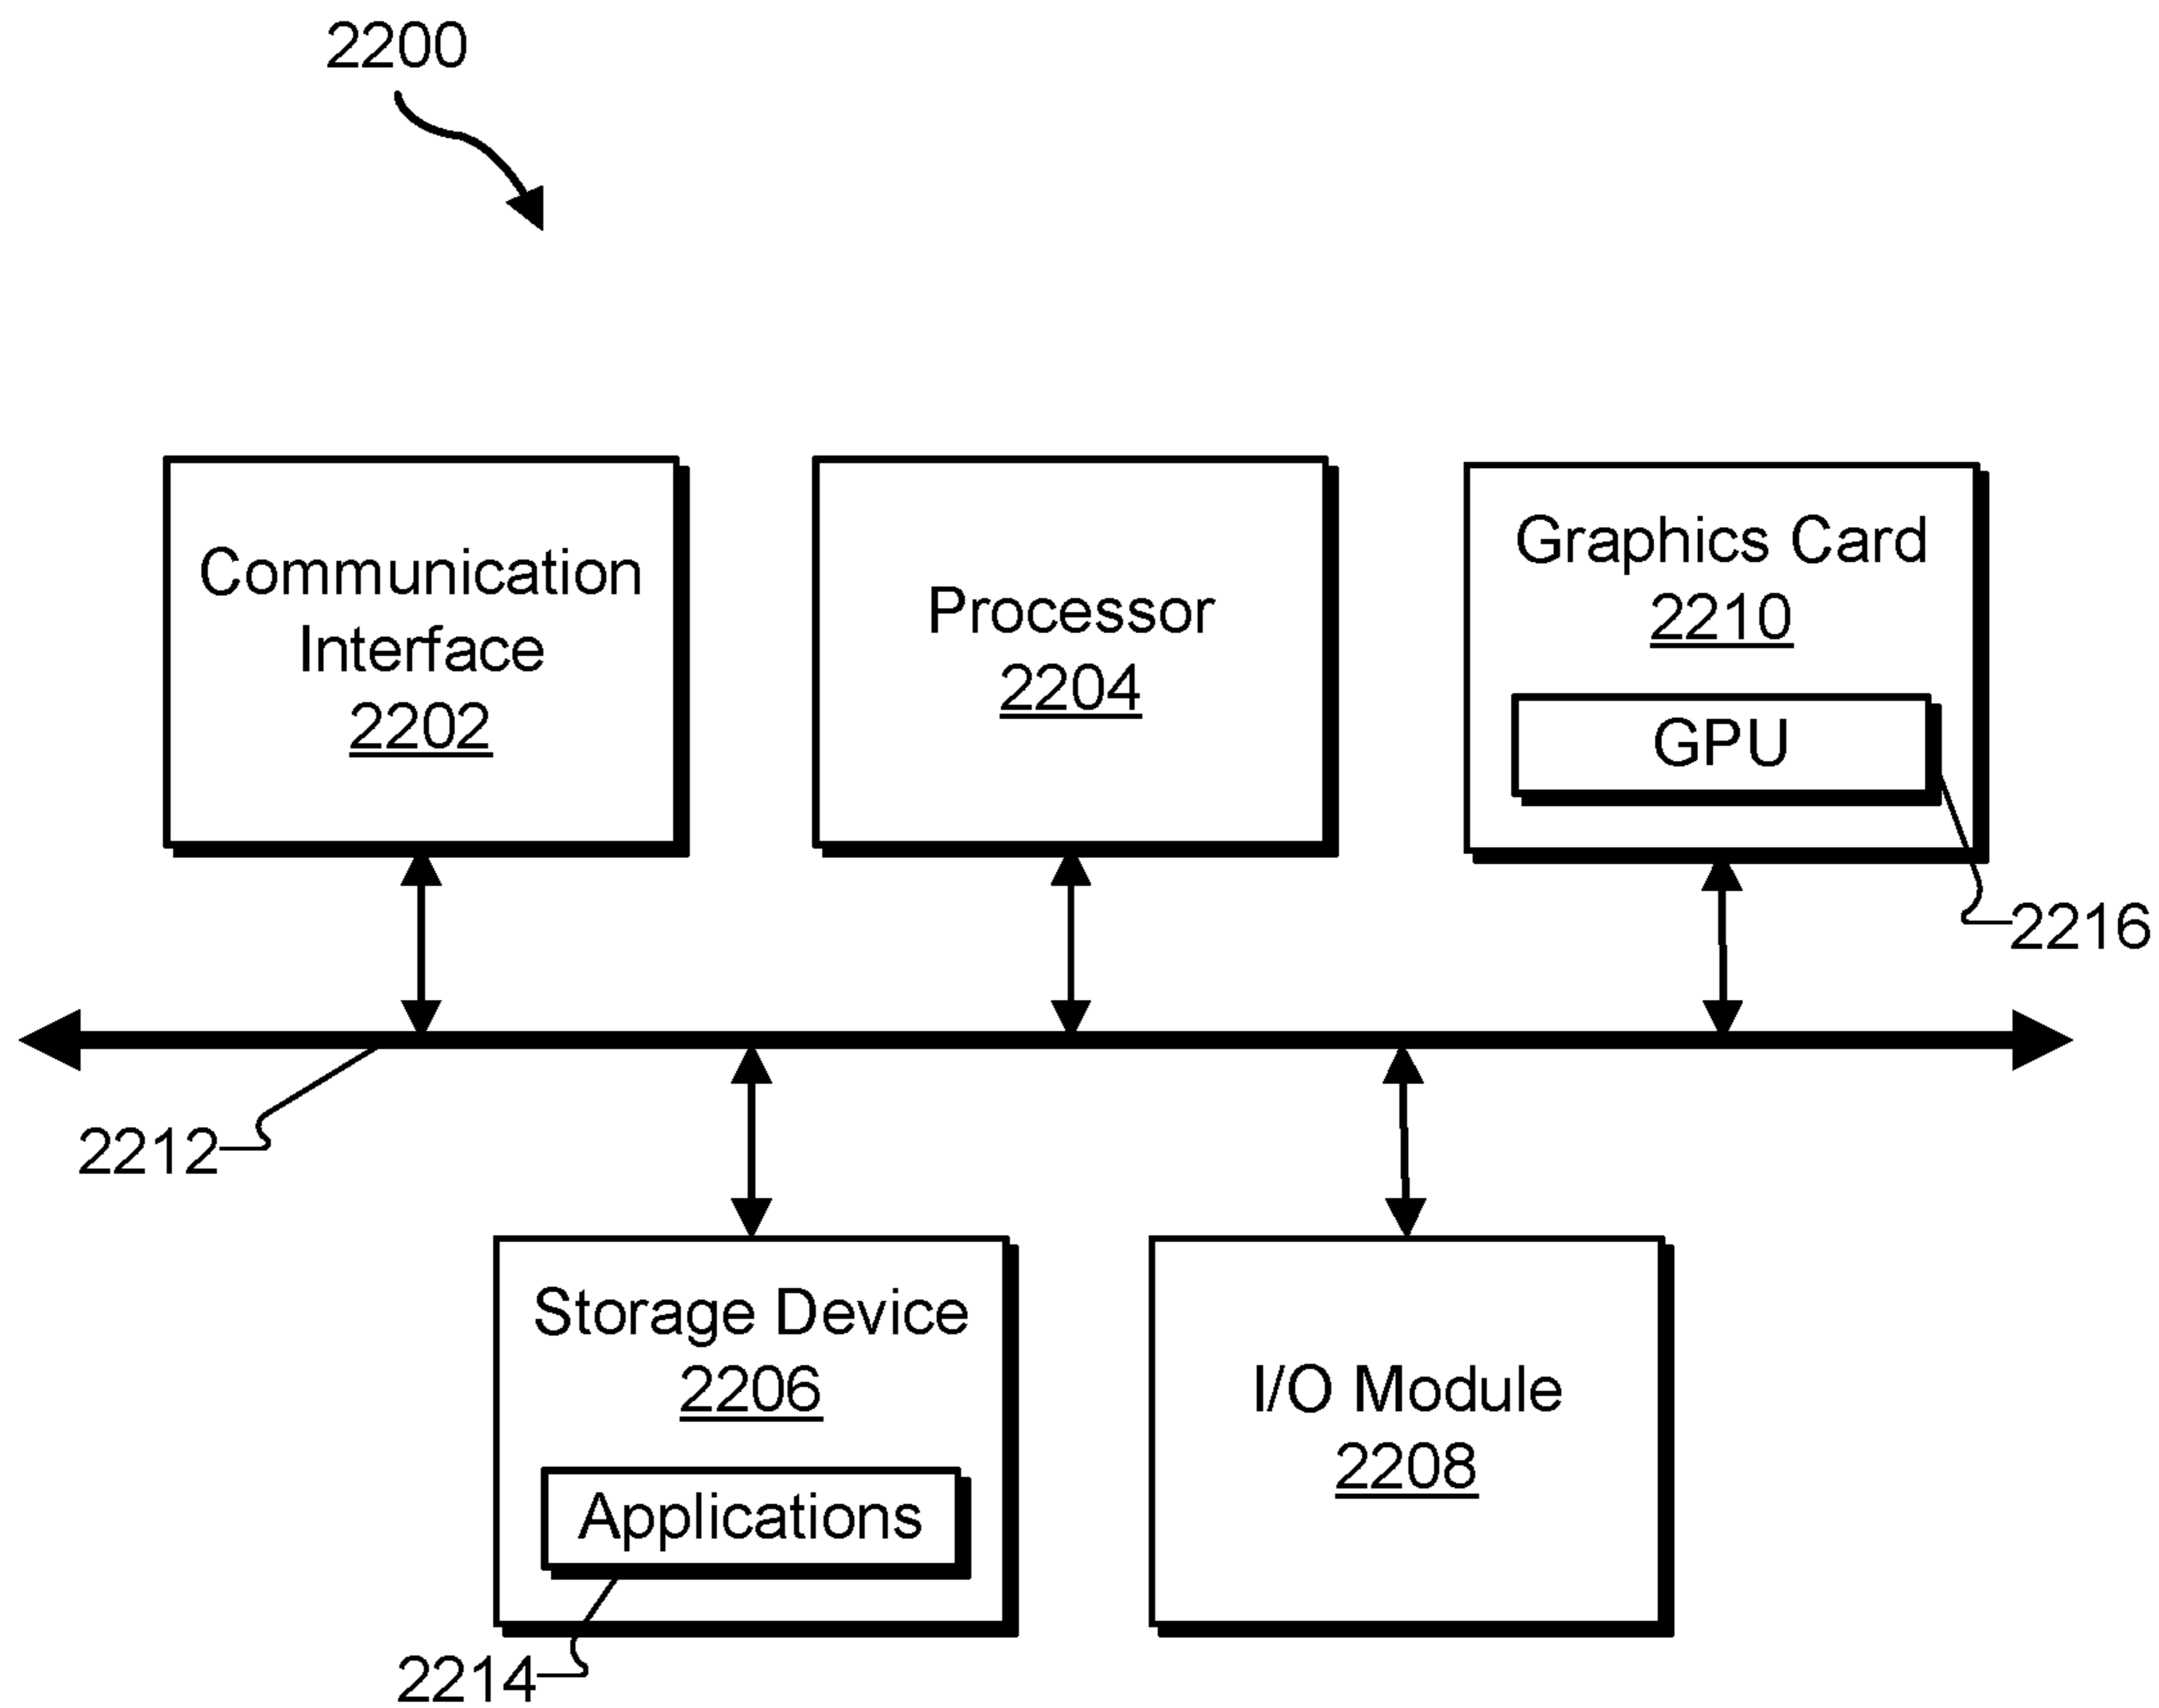 2200
Communication
Interface
2202
Processor
2204
Graphics Card
2210
GPU
2216
2212
Storage Device
2206
Applications
2214
I/O Module
2208